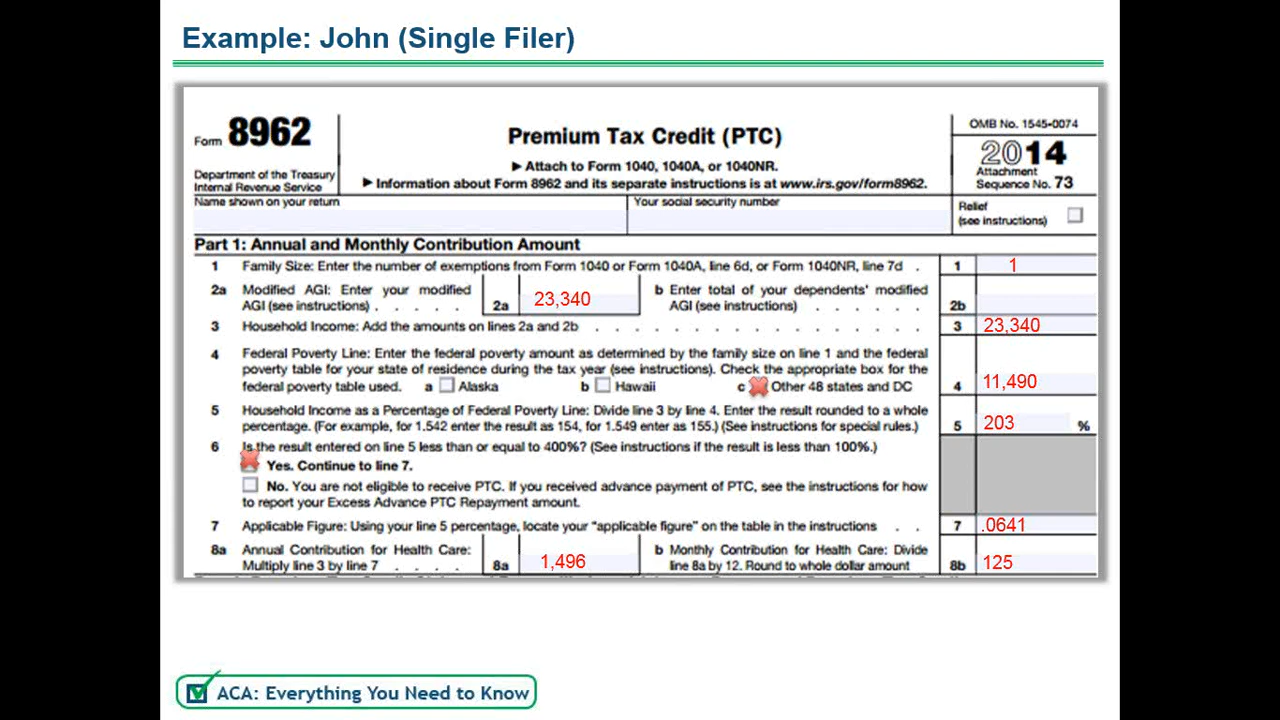 Example: John (Single Filer)
Form 8962
Department of the Treasury
Internal Revenue Service
Premium Tax Credit (PTC)
▶ Attach to Form 1040, 1040A, or 1040NR.
▶ Information about Form 8962 and its separate instructions is at www.irs.gov/form8962.
OMB No. 1545-0074
2014
Attachment
Sequence No. 73
Name shown on your return
Your social security number
Relief
(see instructions)
Part 1: Annual and Monthly Contribution Amount
1 Family Size: Enter the number of exemptions from Form 1040 or Form 1040A, line 6d, or Form 1040NR, line 7d . 1 1
2a Modified AGI: Enter your modified
AGI (see instructions) . . . . . 2a 23,340
b Enter total of your dependents' modified
AGI (see instructions) . . . . . . 2b
3 Household Income: Add the amounts on lines 2a and 2b . . . . . . . . . . . . . . . . . . 3 23,340
4 Federal Poverty Line: Enter the federal poverty amount as determined by the family size on line 1 and the federal
poverty table for your state of residence during the tax year (see instructions). Check the appropriate box for the
federal poverty table used. a Alaska b Hawaii c Other 48 states and DC 4 11,490
5 Household Income as a Percentage of Federal Poverty Line: Divide line 3 by line 4. Enter the result rounded to a whole
percentage. (For example, for 1.542 enter the result as 154, for 1.549 enter as 155.) (See instructions for special rules.) 5 203 %
6 Is the result entered on line 5 less than or equal to 400%? (See instructions if the result is less than 100%.)
Yes. Continue to line 7.
No. You are not eligible to receive PTC. If you received advance payment of PTC, see the instructions for how
to report your Excess Advance PTC Repayment amount.
7 Applicable Figure: Using your line 5 percentage, locate your "applicable figure" on the table in the instructions . . 7 .0641
8a Annual Contribution for Health Care:
Multiply line 3 by line 7 . . . . 8a 1,496
b Monthly Contribution for Health Care: Divide
line 8a by 12. Round to whole dollar amount 8b 125
ACA: Everything You Need to Know